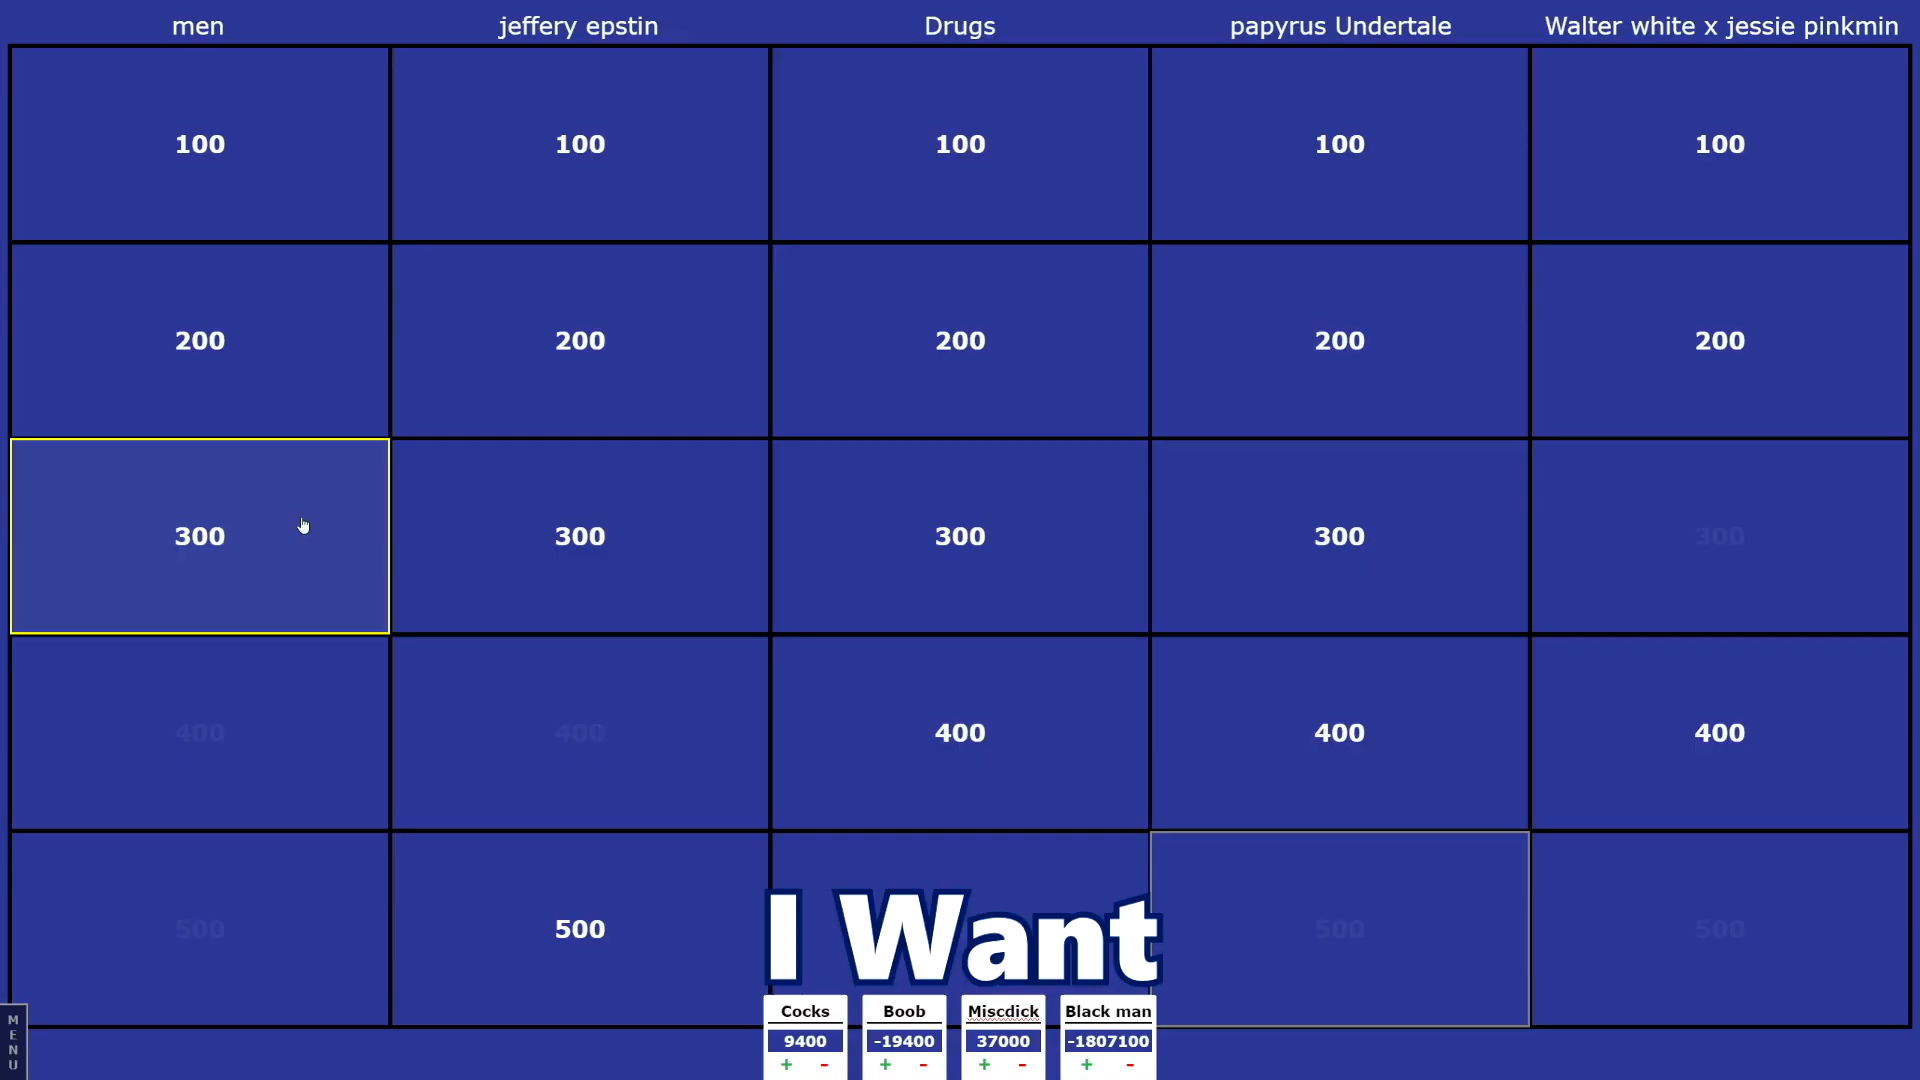 men jeffery epstin Drugs papyrus Undertale Walter white x jessie pinkmin
100 100 100 100 100
200 200 200 200 200
300 300 300 300 300
400 400 400 400 400
500 500 500 500
I Want
Cocks Boob Miscdick Black man
9400 -19400 37000 -1807100
+ - + - + - + -
MENU